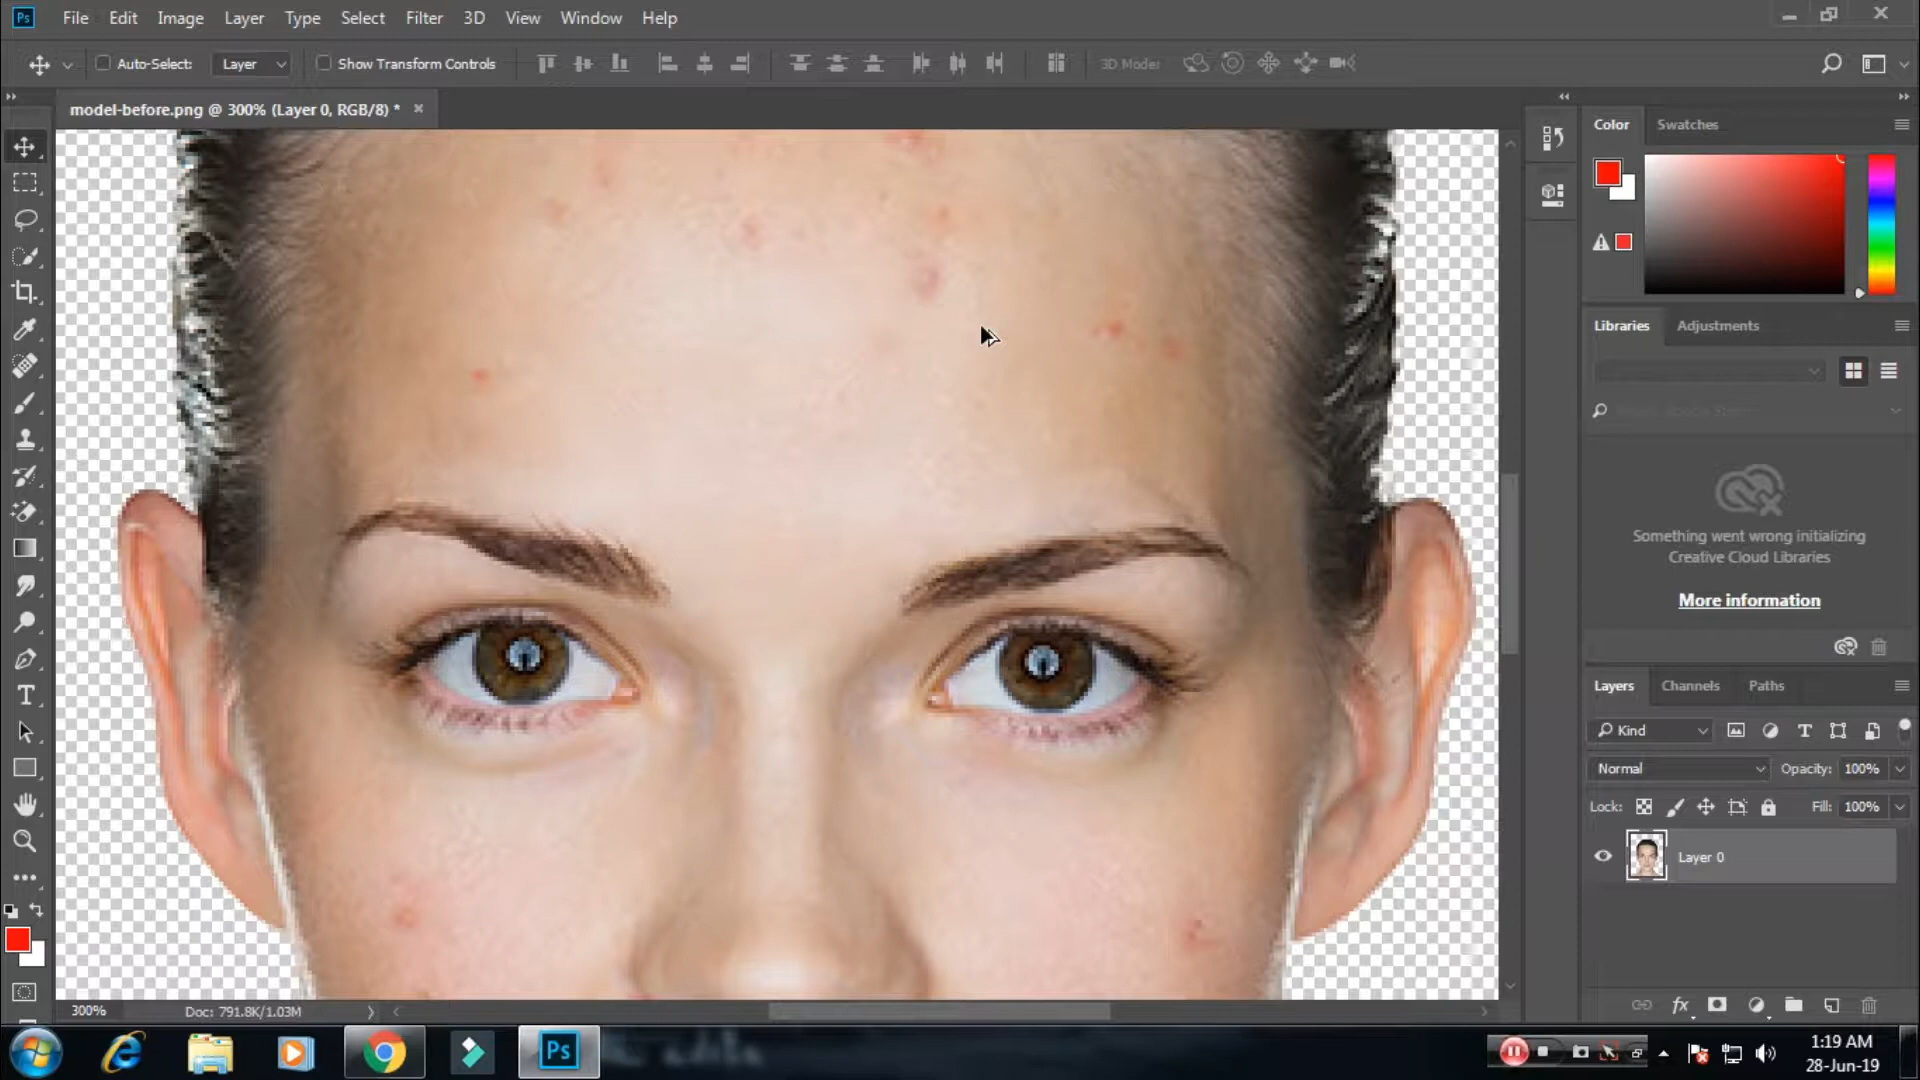 Ps File Edit Image Layer Type Select Filter 3D View Window Help
Auto-Select: Layer Show Transform Controls 3D Mode:
model-before.png @ 300% (Layer 0, RGB/8) *
Color Swatches
Libraries Adjustments
Something went wrong initializing
Creative Cloud Libraries
More information
Layers Channels Paths
Kind
Normal Opacity: 100%
Lock: Fill: 100%
Layer 0
fx
300% Doc: 791.8K/1.03M
Ps
1:19 AM
28-Jun-19